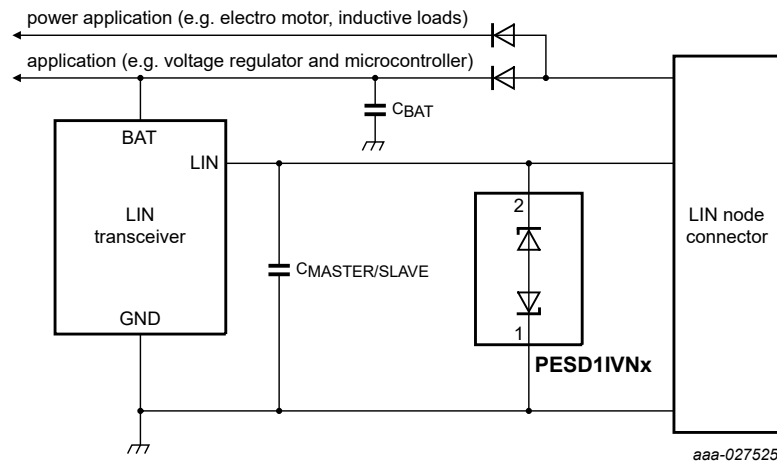 power application (e.g. electro motor, inductive loads)
application (e.g. voltage regulator and microcontroller)
CBAT
BAT
LIN
LIN
transceiver
GND
CMASTER/SLAVE
2
1
PESD1IVNx
LIN node
connector
aaa-027525